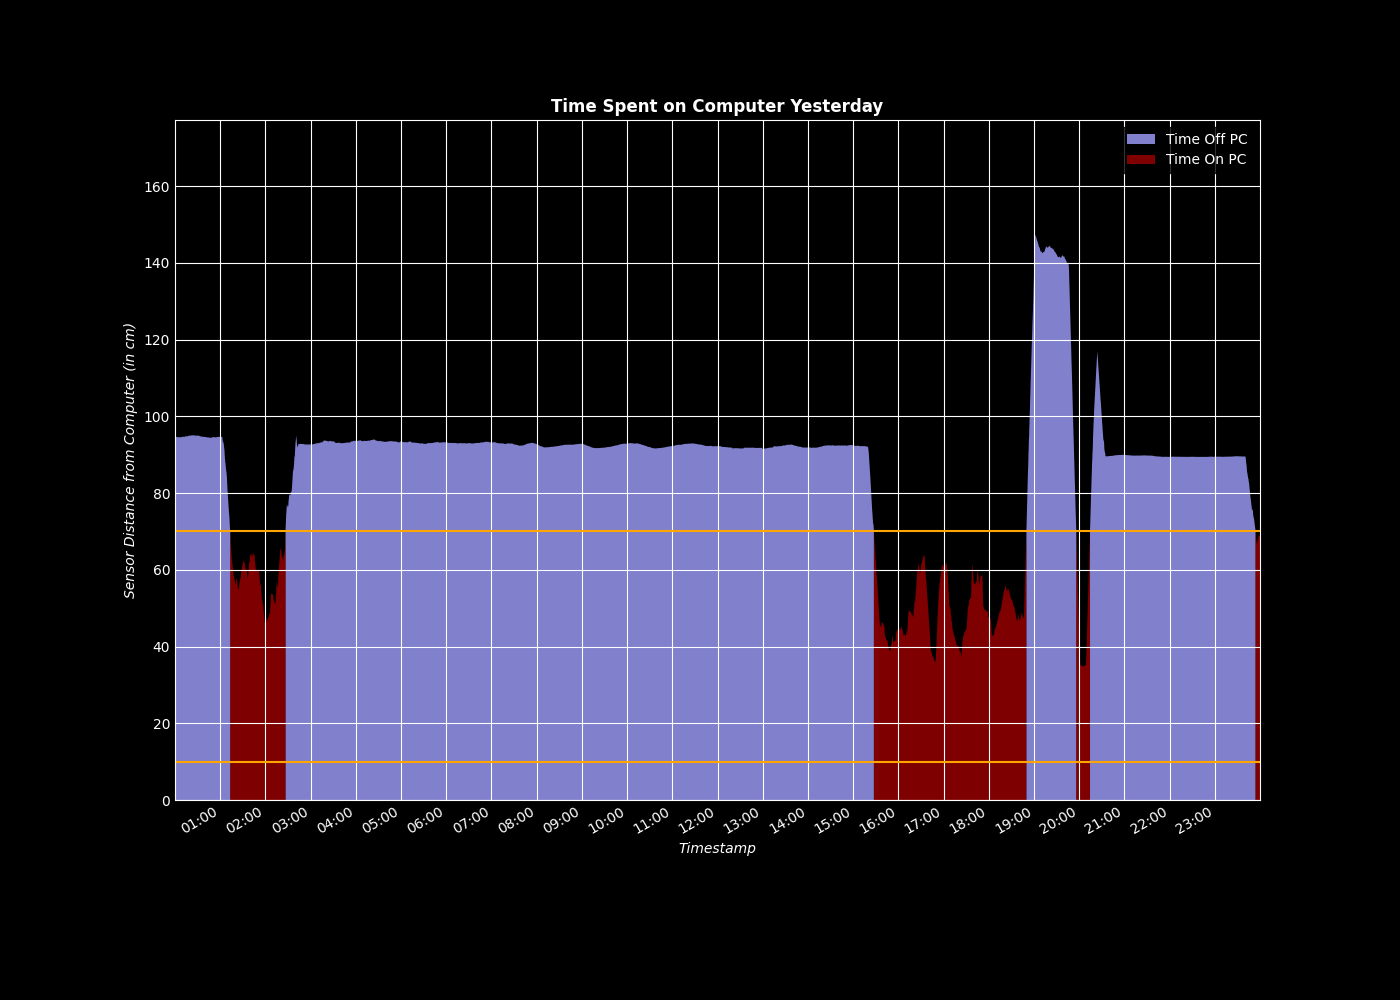 Time Spent on Computer Yesterday
Time Off PC
Time On PC
160
140
120
100
80
60
40
20
0
Sensor Distance from Computer (in cm)
01:00 02:00 03:00 04:00 05:00 06:00 07:00 08:00 09:00 10:00 11:00 12:00 13:00 14:00 15:00 16:00 17:00 18:00 19:00 20:00 21:00 22:00 23:00
Timestamp